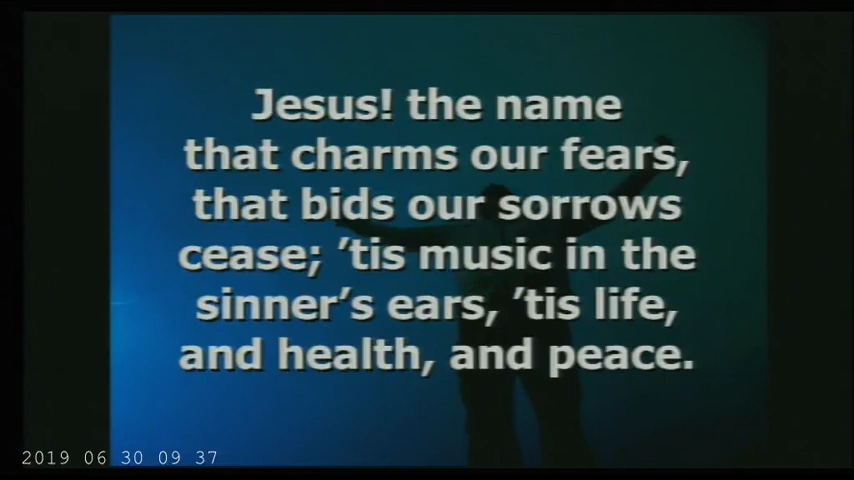 Jesus! the name
that charms our fears,
that bids our sorrows
cease; ’tis music in the
sinner’s ears, ’tis life,
and health, and peace.
2019 06 30 09 37